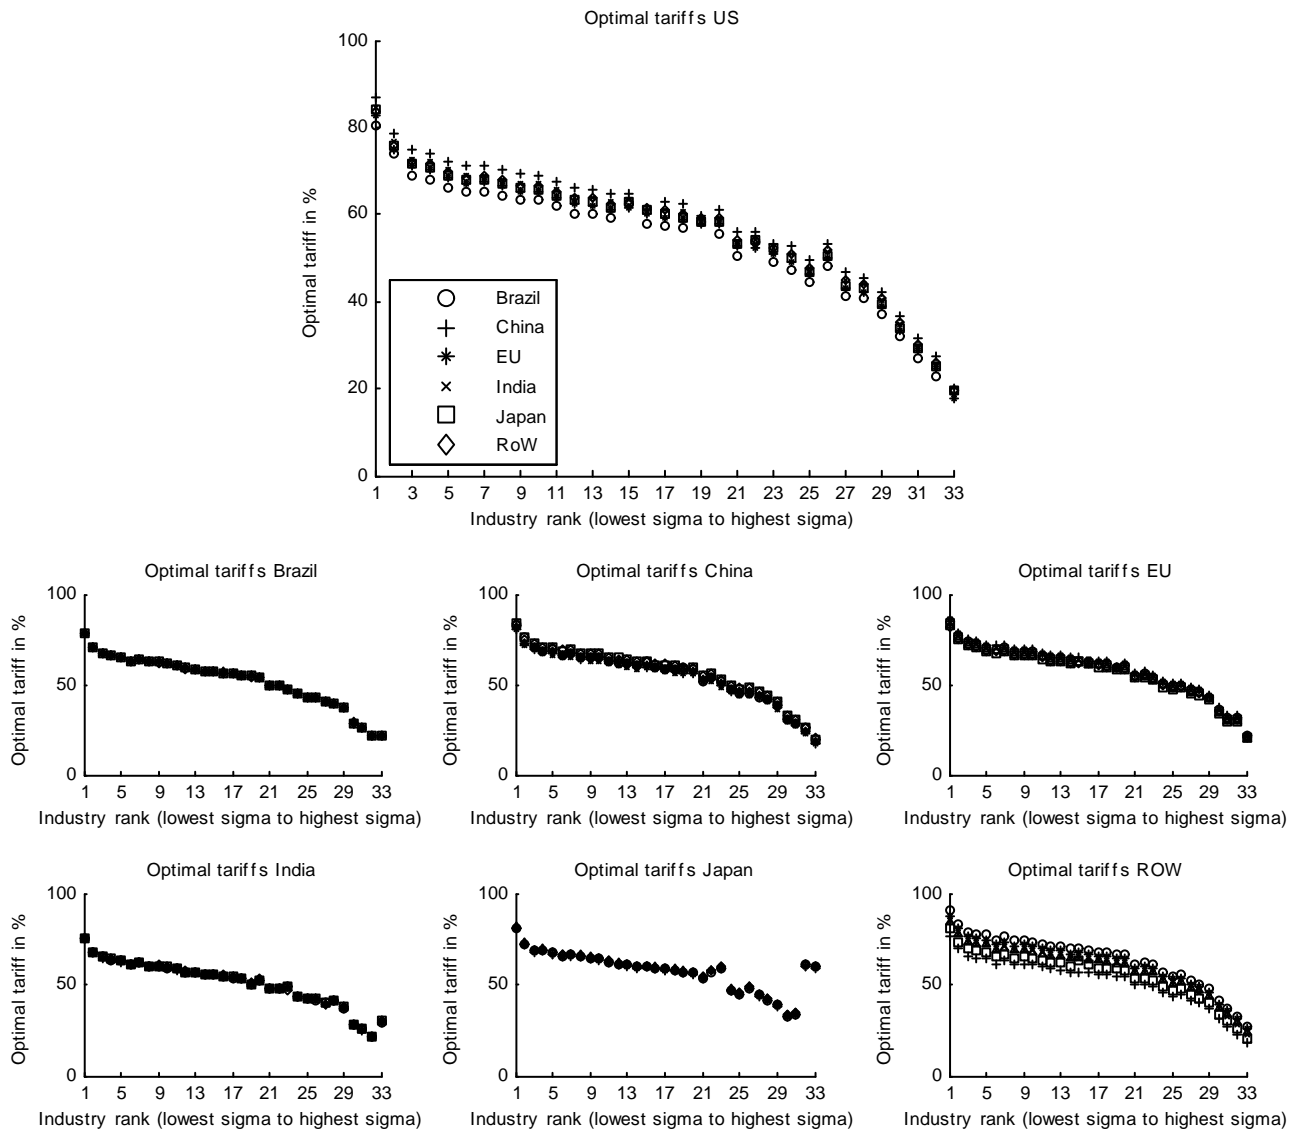 Optimal tariffs US
100
80
60
40
20
0
Optimal tariff in %
Brazil
China
EU
India
Japan
RoW
1 3 5 7 9 11 13 15 17 19 21 23 25 27 29 31 33
Industry rank (lowest sigma to highest sigma)
Optimal tariffs Brazil
100
50
0
Optimal tariff in %
1 5 9 13 17 21 25 29 33
Industry rank (lowest sigma to highest sigma)
Optimal tariffs China
100
50
0
Optimal tariff in %
1 5 9 13 17 21 25 29 33
Industry rank (lowest sigma to highest sigma)
Optimal tariffs EU
100
50
0
Optimal tariff in %
1 5 9 13 17 21 25 29 33
Industry rank (lowest sigma to highest sigma)
Optimal tariffs India
100
50
0
Optimal tariff in %
1 5 9 13 17 21 25 29 33
Industry rank (lowest sigma to highest sigma)
Optimal tariffs Japan
100
50
0
Optimal tariff in %
1 5 9 13 17 21 25 29 33
Industry rank (lowest sigma to highest sigma)
Optimal tariffs ROW
100
50
0
Optimal tariff in %
1 5 9 13 17 21 25 29 33
Industry rank (lowest sigma to highest sigma)